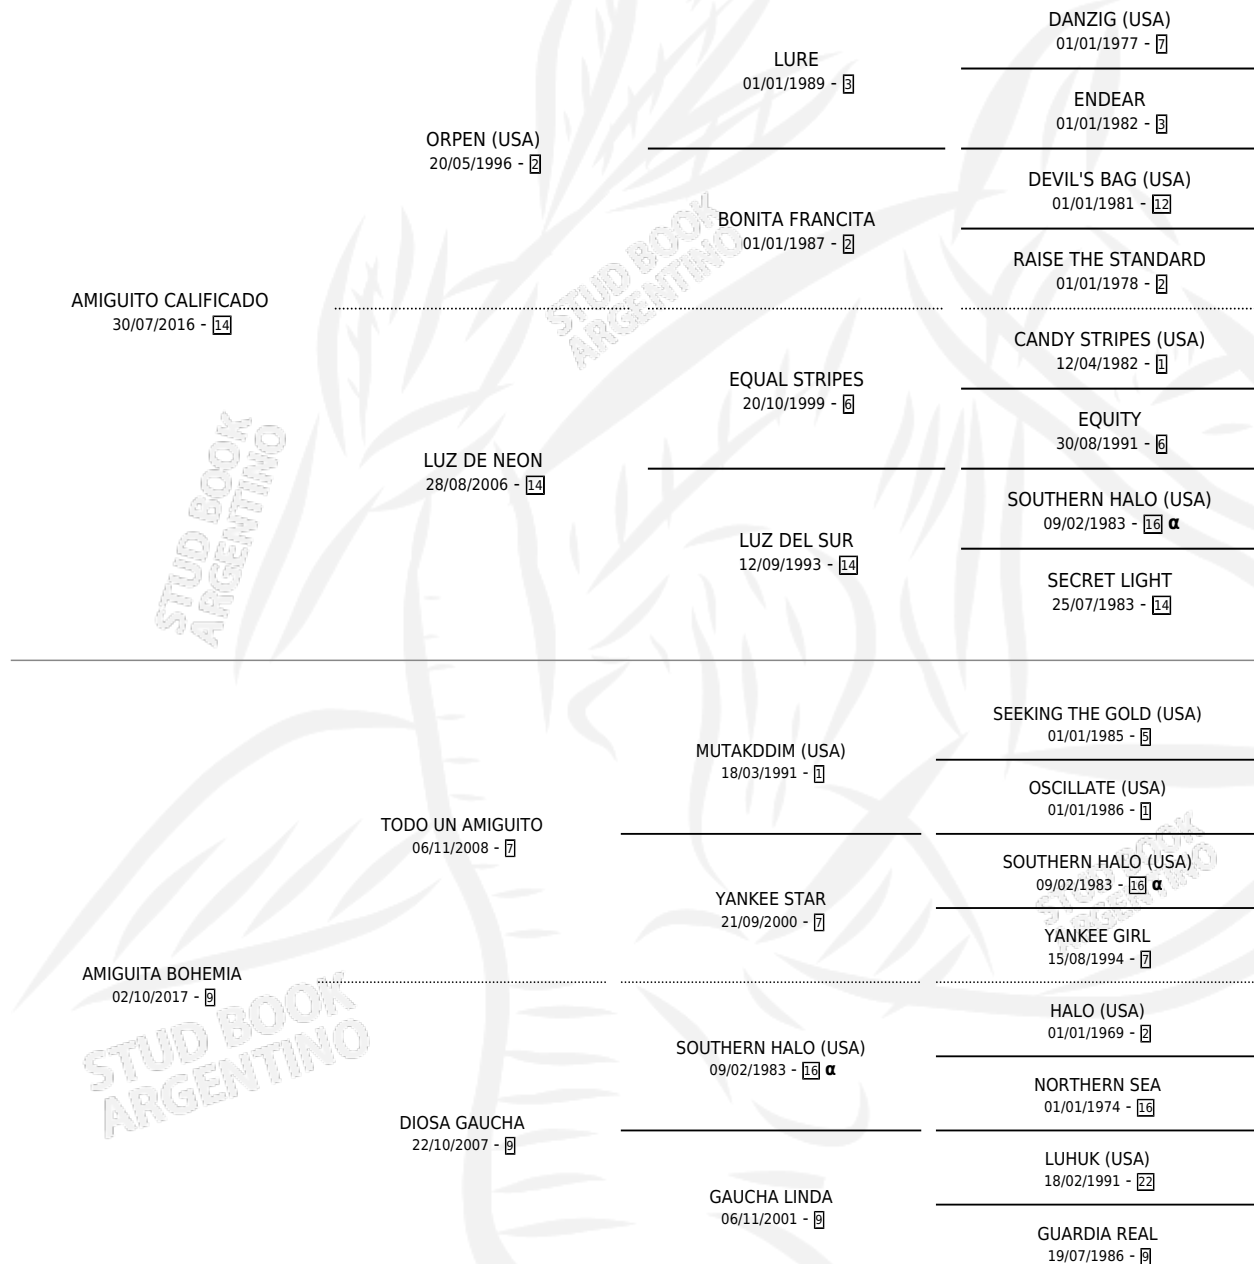 DANZIG (USA)
01/01/1977 - 7
LURE
01/01/1989 - 3
ENDEAR
01/01/1982 - 3
ORPEN (USA)
20/05/1996 - 2
DEVIL'S BAG (USA)
01/01/1981 - 12
BONITA FRANCITA
01/01/1987 - 2
RAISE THE STANDARD
01/01/1978 - 2
AMIGUITO CALIFICADO
30/07/2016 - 14
STUD BOOK
ARGENTINO
CANDY STRIPES (USA)
12/04/1982 - 1
EQUAL STRIPES
20/10/1999 - 6
EQUITY
30/08/1991 - 6
LUZ DE NEON
28/08/2006 - 14
SOUTHERN HALO (USA)
09/02/1983 - 16 α
LUZ DEL SUR
12/09/1993 - 14
SECRET LIGHT
25/07/1983 - 14
STUD BOOK
ARGENTINO
SEEKING THE GOLD (USA)
01/01/1985 - 5
MUTAKDDIM (USA)
18/03/1991 - 1
OSCILLATE (USA)
01/01/1986 - 1
TODO UN AMIGUITO
06/11/2008 - 7
SOUTHERN HALO (USA)
09/02/1983 - 16 α
STUD BOOK
ARGENTINO
YANKEE STAR
21/09/2000 - 7
YANKEE GIRL
15/08/1994 - 7
AMIGUITA BOHEMIA
02/10/2017 - 9
STUD BOOK
ARGENTINO
HALO (USA)
01/01/1969 - 2
SOUTHERN HALO (USA)
09/02/1983 - 16 α
NORTHERN SEA
01/01/1974 - 16
DIOSA GAUCHA
22/10/2007 - 9
LUHUK (USA)
18/02/1991 - 22
GAUCHA LINDA
06/11/2001 - 9
GUARDIA REAL
19/07/1986 - 9